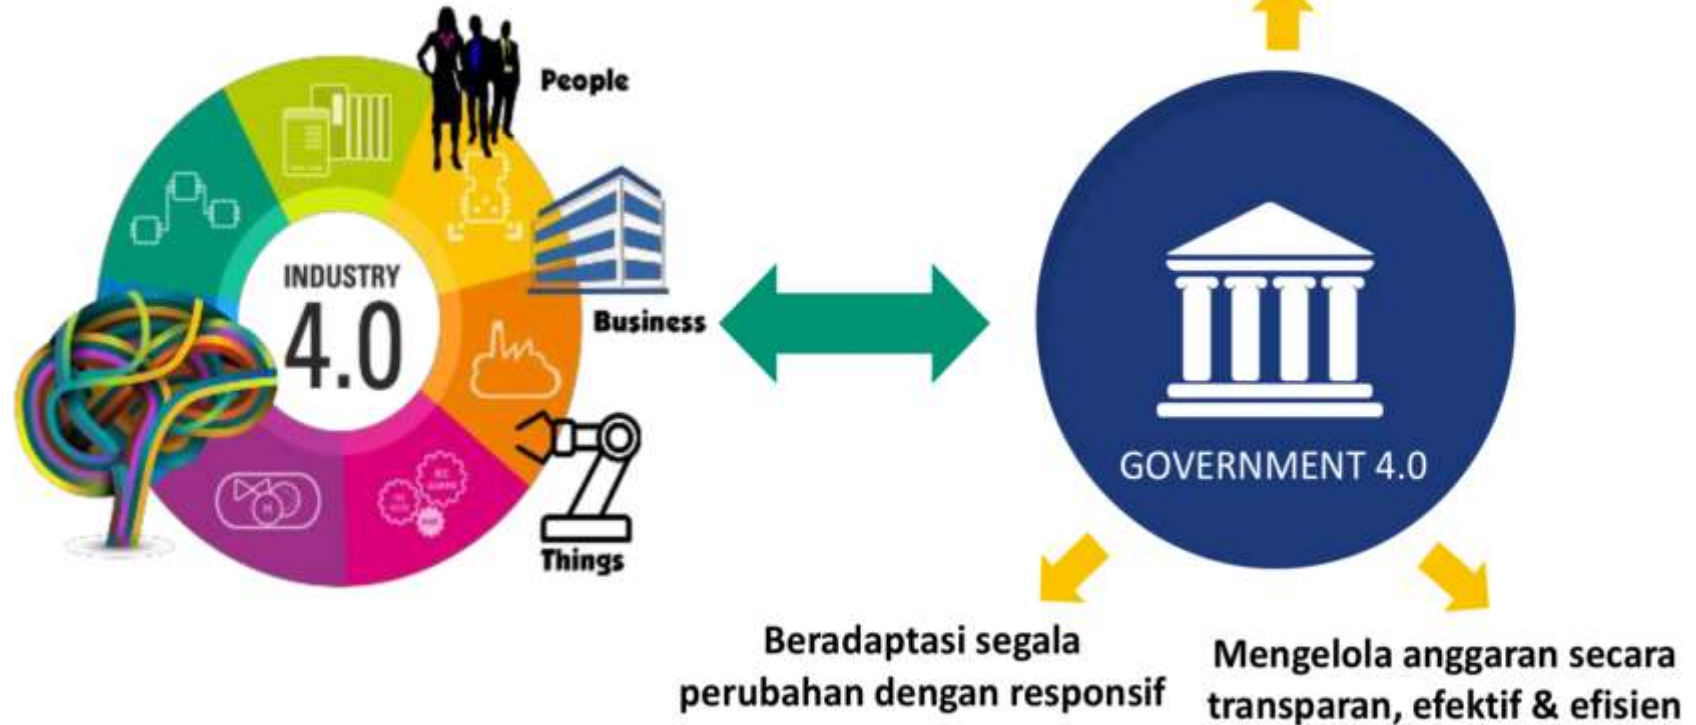 People
INDUSTRY
4.0
Business
Things
GOVERNMENT 4.0
Beradaptasi segala
perubahan dengan responsif
Mengelola anggaran secara
transparan, efektif & efisien